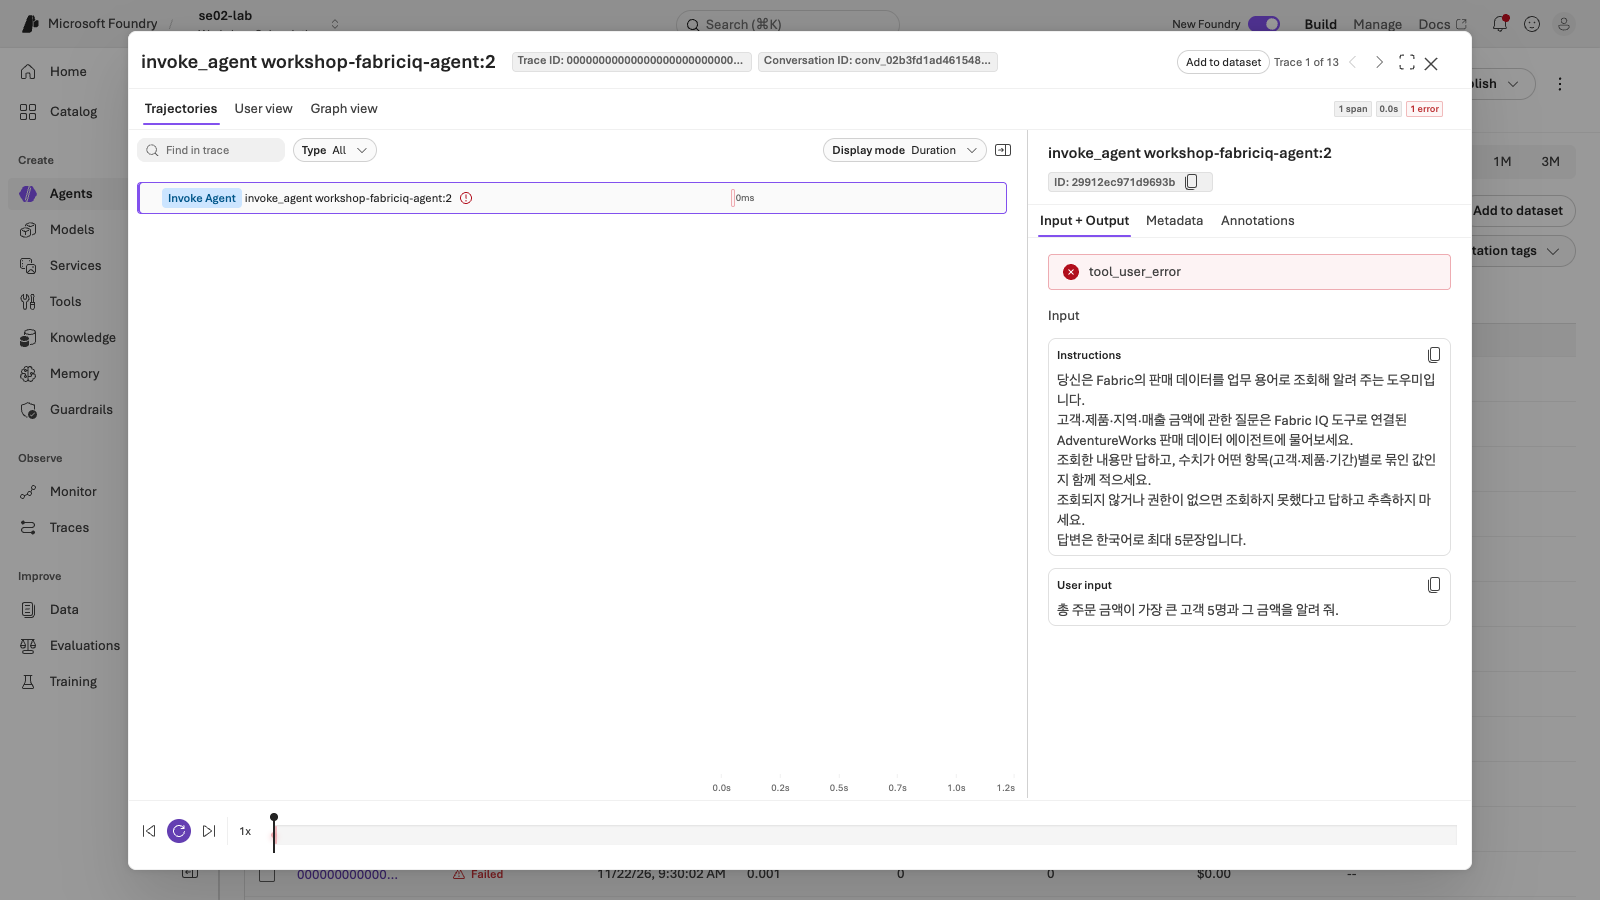 Microsoft Foundry
/
se02-lab
Search (⌘K)
New Foundry
Build
Manage
Docs
Home
Catalog
Create
Agents
Models
Services
Tools
Knowledge
Memory
Guardrails
Observe
Monitor
Traces
Improve
Data
Evaluations
Training
invoke_agent workshop-fabriciq-agent:2
Trace ID: 00000000000000000000000000...
Conversation ID: conv_02b3fd1ad461548...
Add to dataset
Trace 1 of 13
Trajectories
User view
Graph view
1 span
0.0s
1 error
Find in trace
Type All
Display mode Duration
Invoke Agent invoke_agent workshop-fabriciq-agent:2
0ms
0.0s
0.2s
0.5s
0.7s
1.0s
1.2s
1x
invoke_agent workshop-fabriciq-agent:2
ID: 29912ec971d9693b
Input + Output
Metadata
Annotations
tool_user_error
Input
Instructions
당신은 Fabric의 판매 데이터를 업무 용어로 조회해 알려 주는 도우미입
니다.
고객·제품·지역·매출 금액에 관한 질문은 Fabric IQ 도구로 연결된
AdventureWorks 판매 데이터 에이전트에 물어보세요.
조회한 내용만 답하고, 수치가 어떤 항목(고객·제품·기간)별로 묶인 값인
지 함께 적으세요.
조회되지 않거나 권한이 없으면 조회하지 못했다고 답하고 추측하지 마
세요.
답변은 한국어로 최대 5문장입니다.
User input
총 주문 금액이 가장 큰 고객 5명과 그 금액을 알려 줘.
lish
1M
3M
Add to dataset
tation tags
000000000000...
Failed
11/22/26, 9:30:02 AM
0.001
0
0
$0.00
--